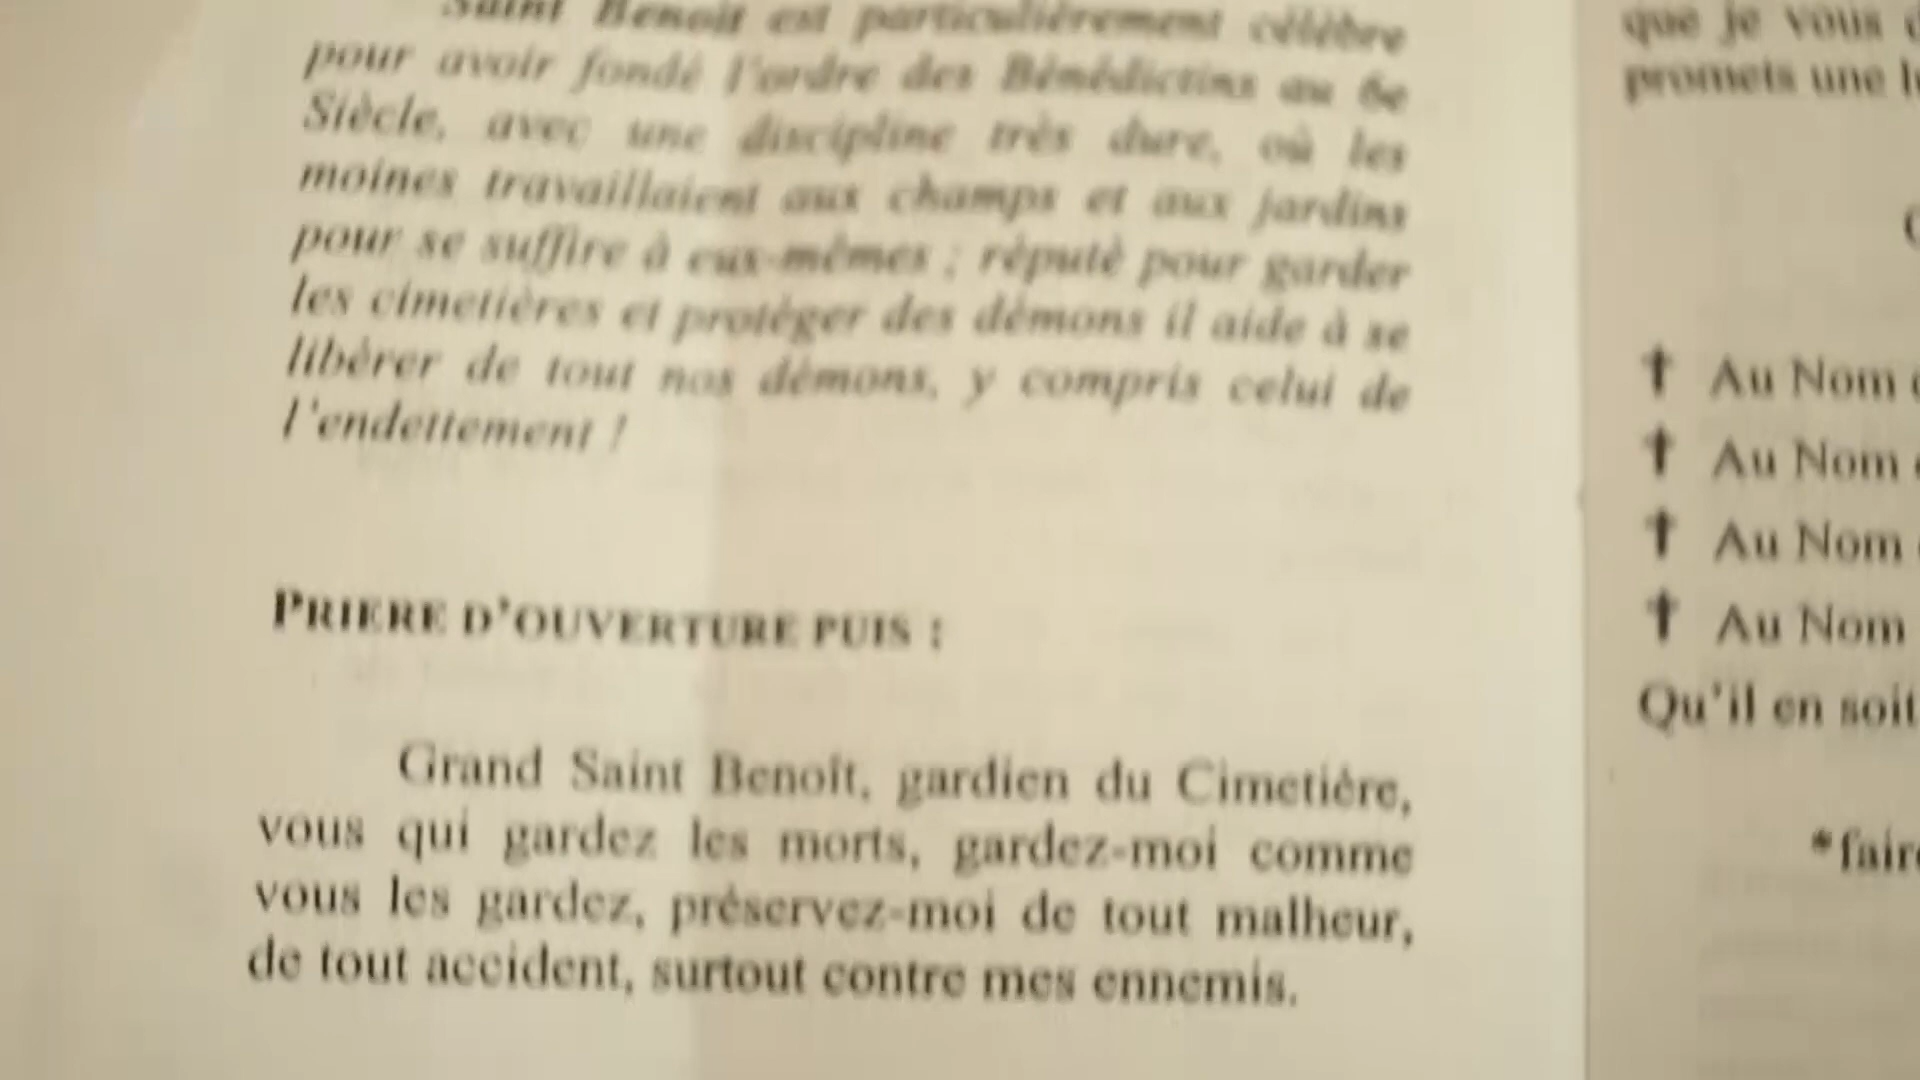 Saint Benoît est particulièrement célèbre
pour avoir fondé l'ordre des Bénédictins au 6e
Siècle, avec une discipline très dure, où les
moines travaillaient aux champs et aux jardins
pour se suffire à eux-mêmes ; réputé pour garder
les cimetières et protéger des démons il aide à se
libérer de tout nos démons, y compris celui de
l'endettement !
PRIERE D'OUVERTURE PUIS :
Grand Saint Benoît, gardien du Cimetière,
vous qui gardez les morts, gardez-moi comme
vous les gardez, préservez-moi de tout malheur,
de tout accident, surtout contre mes ennemis.
que je vous
promets une
† Au Nom
† Au Nom
† Au Nom
† Au Nom
Qu'il en soit
*faire